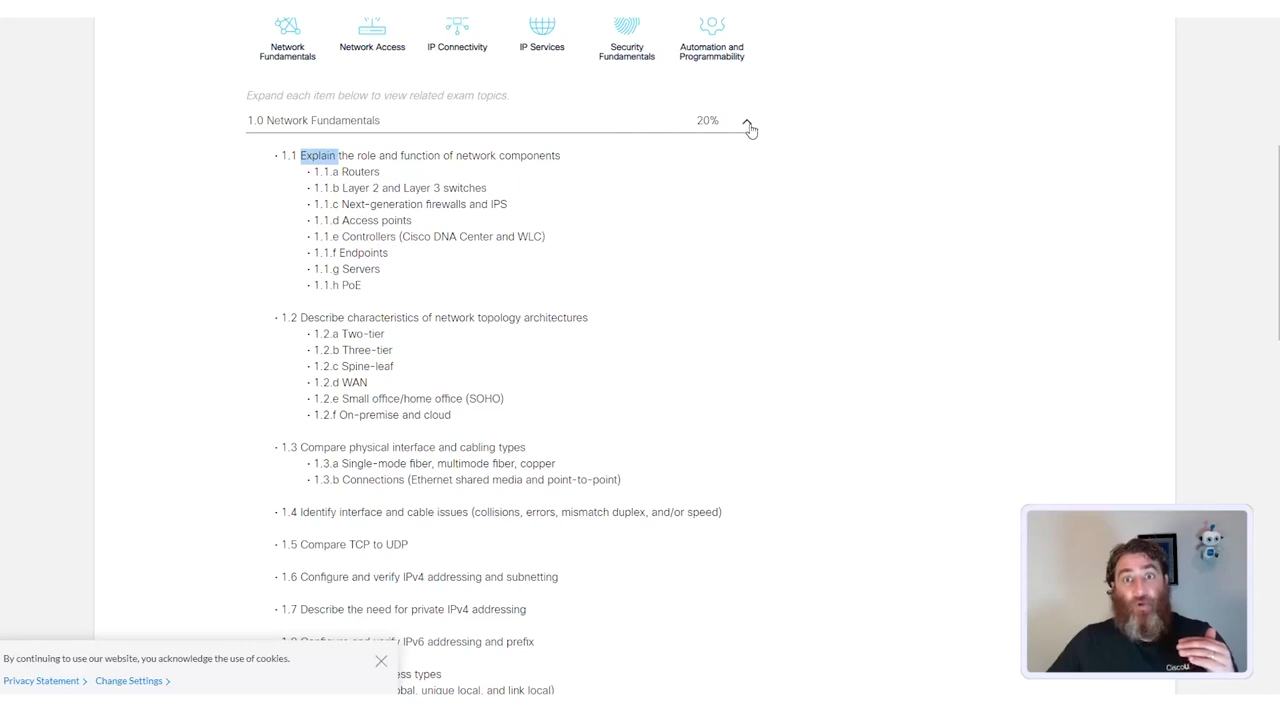 Network
Fundamentals
Network Access
IP Connectivity
IP Services
Security
Fundamentals
Automation and
Programmability
Expand each item below to view related exam topics.
1.0 Network Fundamentals 20%
• 1.1 Explain the role and function of network components
• 1.1.a Routers
• 1.1.b Layer 2 and Layer 3 switches
• 1.1.c Next-generation firewalls and IPS
• 1.1.d Access points
• 1.1.e Controllers (Cisco DNA Center and WLC)
• 1.1.f Endpoints
• 1.1.g Servers
• 1.1.h PoE
• 1.2 Describe characteristics of network topology architectures
• 1.2.a Two-tier
• 1.2.b Three-tier
• 1.2.c Spine-leaf
• 1.2.d WAN
• 1.2.e Small office/home office (SOHO)
• 1.2.f On-premise and cloud
• 1.3 Compare physical interface and cabling types
• 1.3.a Single-mode fiber, multimode fiber, copper
• 1.3.b Connections (Ethernet shared media and point-to-point)
• 1.4 Identify interface and cable issues (collisions, errors, mismatch duplex, and/or speed)
• 1.5 Compare TCP to UDP
• 1.6 Configure and verify IPv4 addressing and subnetting
• 1.7 Describe the need for private IPv4 addressing
IPv6 addressing and prefix
types
unique local, and link local)
By continuing to use our website, you acknowledge the use of cookies.
Privacy Statement > Change Settings >
Cisco U.